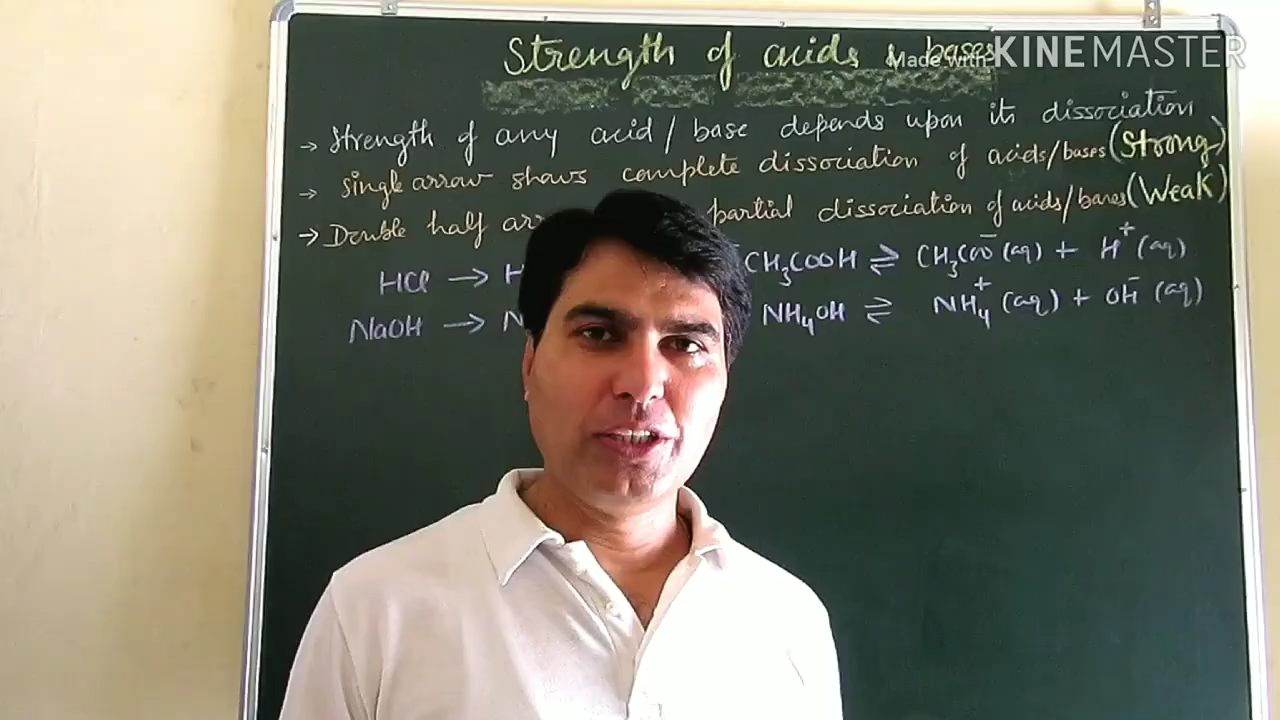 Strength of acids & bases
Made with KINEMASTER
→ Strength of any acid / base depends upon its dissociation
→ Single arrow shows complete dissociation of acids/bases (Strong)
→ Double half arr partial dissociation of acids/bases (Weak)
HCl → H CH₃COOH ⇌ CH₃COO⁻ (aq) + H⁺ (aq)
NaOH → N NH₄OH ⇌ NH₄⁺ (aq) + OH⁻ (aq)